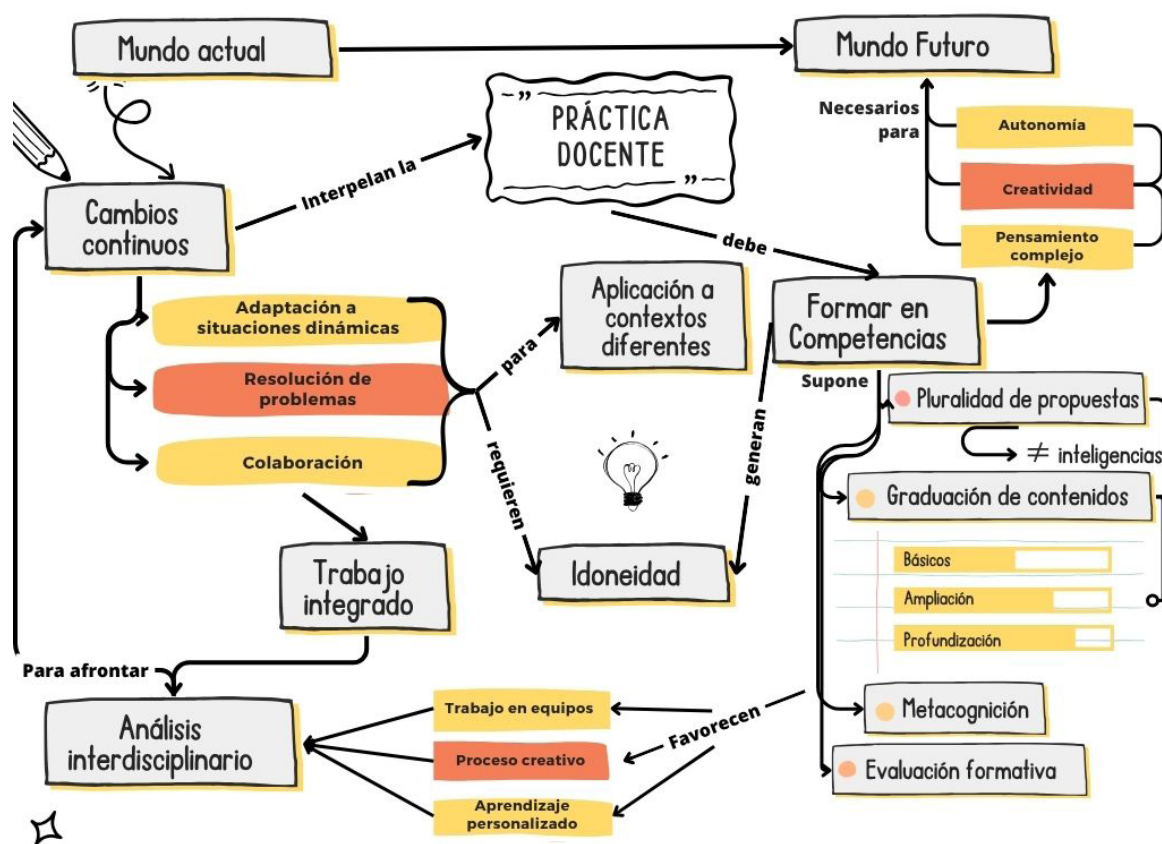 Mundo actual
Mundo Futuro
”
PRÁCTICA
DOCENTE
”
Necesarios
para
Autonomía
Creatividad
Pensamiento
complejo
Interpelan la
Cambios
continuos
debe
Adaptación a
situaciones dinámicas
Resolución de
problemas
Colaboración
para
requieren
Aplicación a
contextos
diferentes
Formar en
Competencias
generan
Supone
Pluralidad de propuestas
≠ inteligencias
Graduación de contenidos
Básicos
Ampliación
Profundización
Trabajo
integrado
Idoneidad
Para afrontar
Análisis
interdisciplinario
Trabajo en equipos
Proceso creativo
Aprendizaje
personalizado
Favorecen
Metacognición
Evaluación formativa